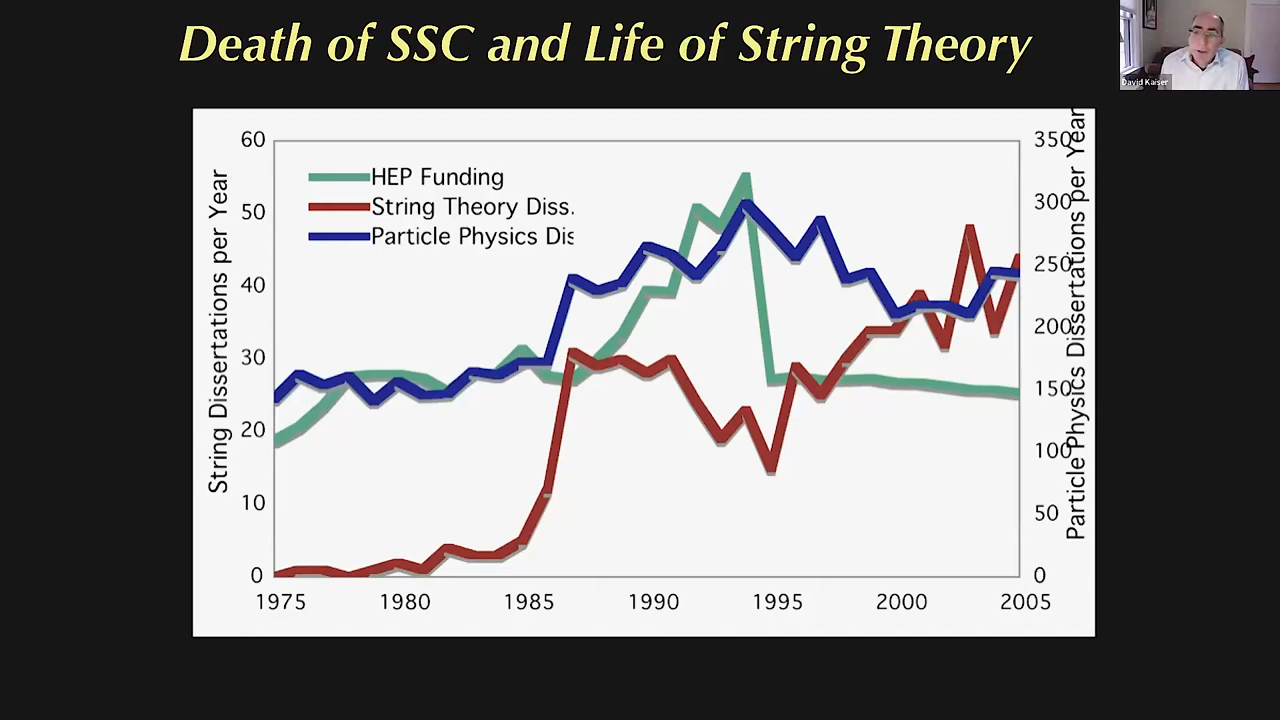 Death of SSC and Life of String Theory
David Kaiser
String Dissertations per Year
60
50
40
30
20
10
0
HEP Funding
String Theory Diss.
Particle Physics Dis
350
300
250
200
150
100
50
0
Particle Physics Dissertations per Year
1975 1980 1985 1990 1995 2000 2005